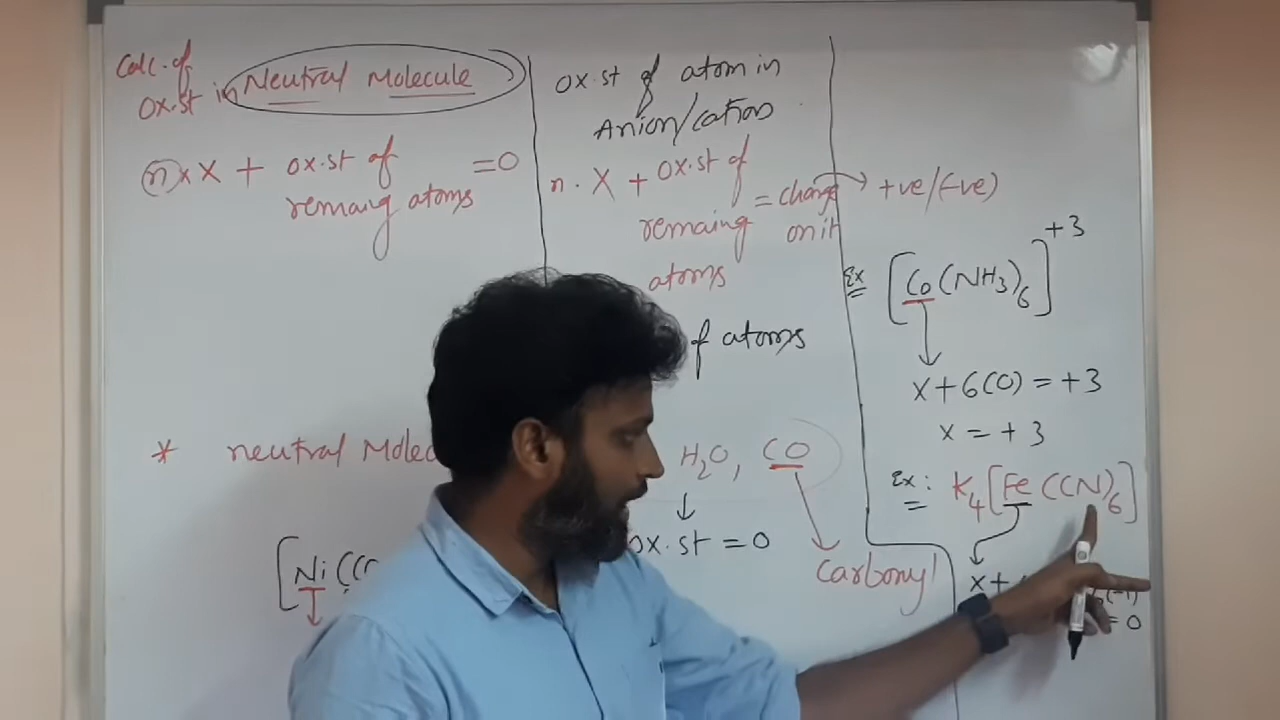 Calc. of
ox.st in Neutral Molecule
n x X + ox.st of = 0
remaing atoms
ox.st of atom in
Anion/cation
n. X + ox.st of
remaing = charge → +ve/(-ve)
atoms on it
f atoms
* neutral Molec
H2O, CO
ox.st = 0
Carbonyl
[Ni(C
Ex [Co(NH3)6]+3
x + 6(0) = +3
x = +3
Ex: K4[Fe(CN)6]
x +
(-1)
= 0